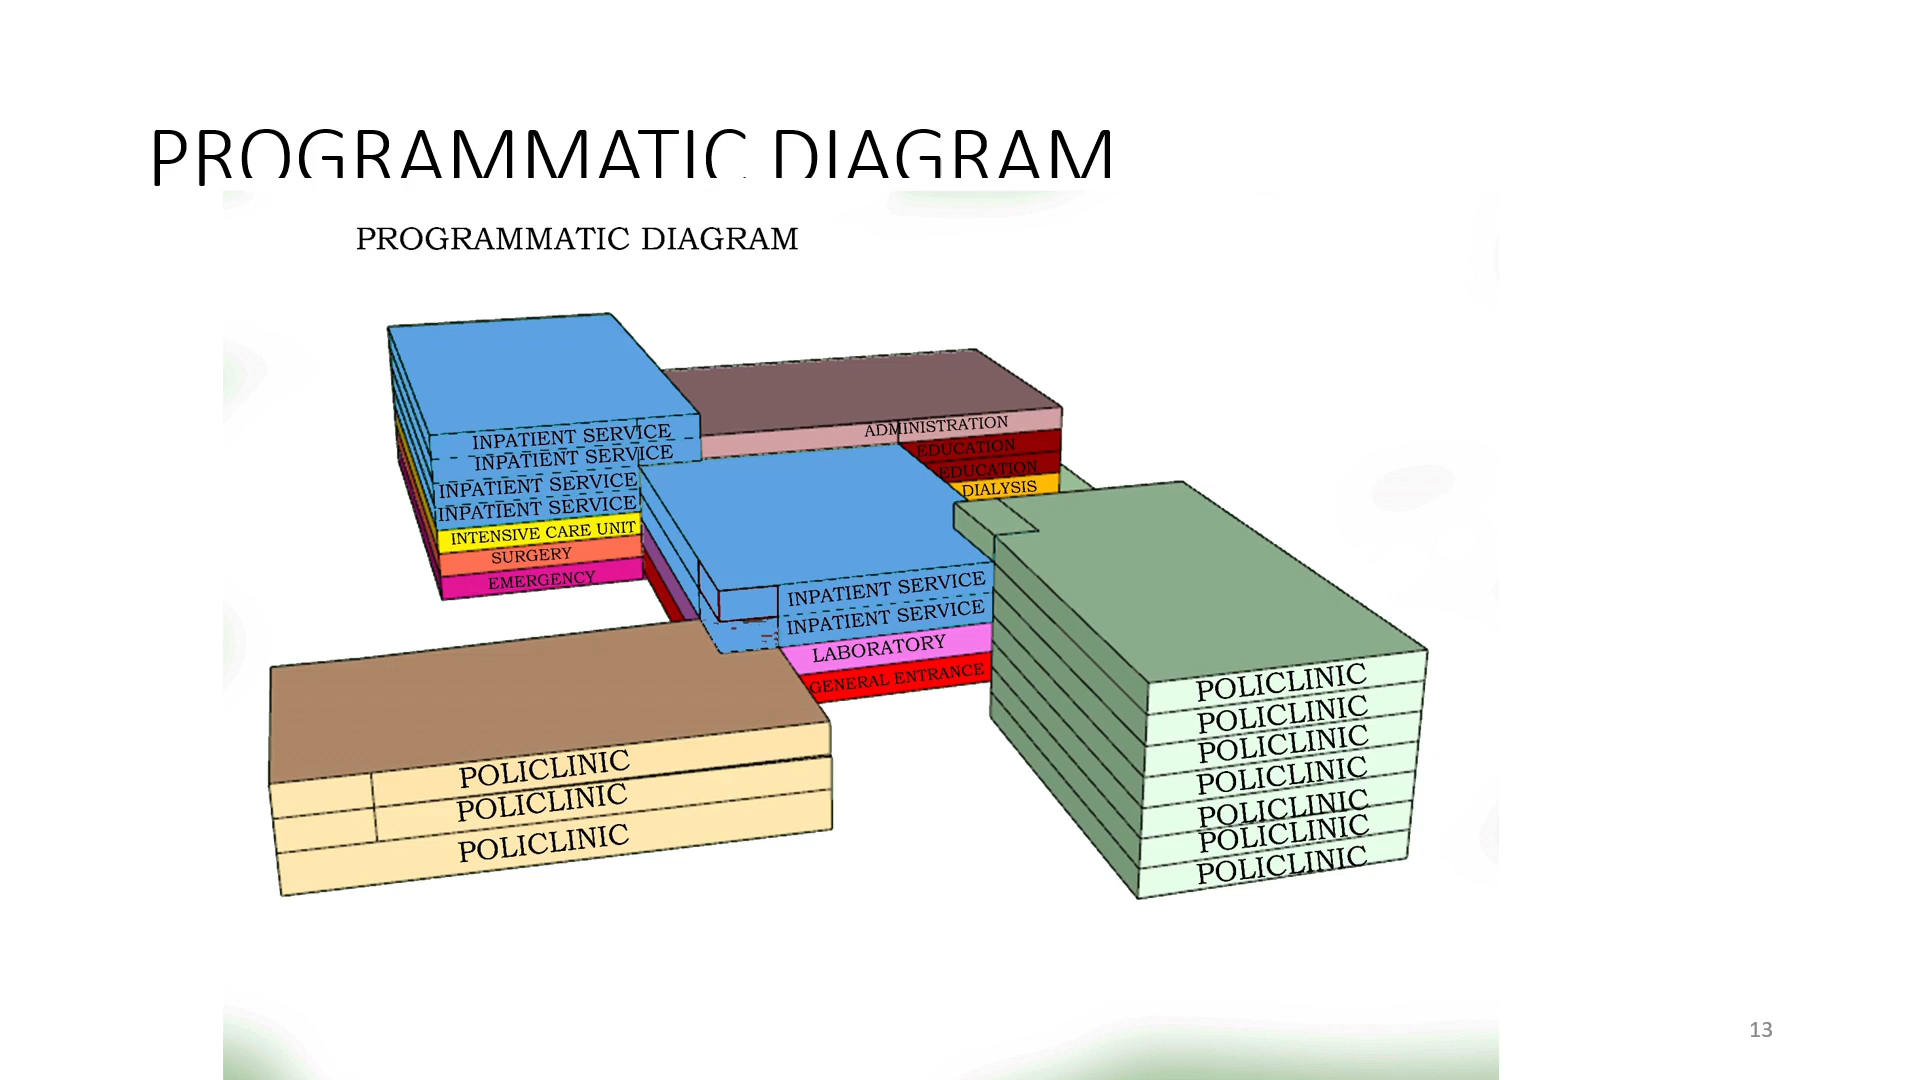 PROGRAMMATIC DIAGRAM
PROGRAMMATIC DIAGRAM
INPATIENT SERVICE
INPATIENT SERVICE
INPATIENT SERVICE
INPATIENT SERVICE
INTENSIVE CARE UNIT
SURGERY
EMERGENCY
ADMINISTRATION
EDUCATION
EDUCATION
DIALYSIS
INPATIENT SERVICE
INPATIENT SERVICE
LABORATORY
GENERAL ENTRANCE
POLICLINIC
POLICLINIC
POLICLINIC
POLICLINIC
POLICLINIC
POLICLINIC
POLICLINIC
POLICLINIC
POLICLINIC
POLICLINIC
13